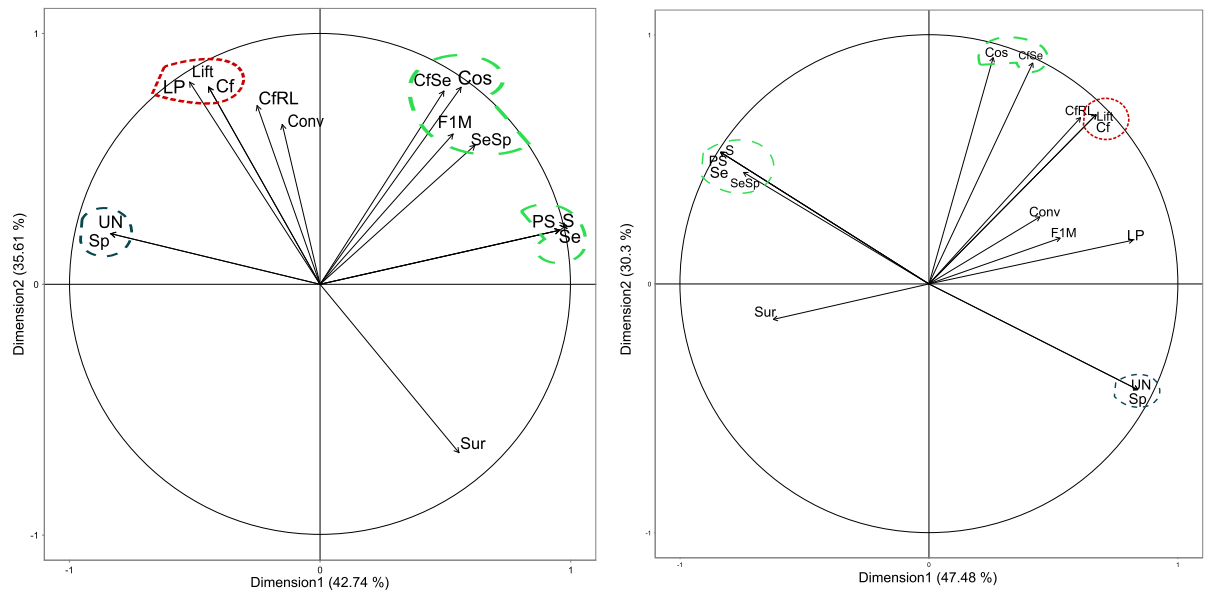 1
Lift
LP
Cf
CfRL
Conv
CfSe
Cos
F1M
SeSp
UN
Sp
PS
S
Se
0
Sur
-1
-1
0
1
Dimension1 (42.74 %)
Dimension2 (35.61 %)
1
Cos
CfSe
CfRL
Lift
Cf
S
PS
Se
SeSp
Conv
F1M
LP
0
Sur
UN
Sp
-1
-1
0
1
Dimension1 (47.48 %)
Dimension2 (30.3 %)